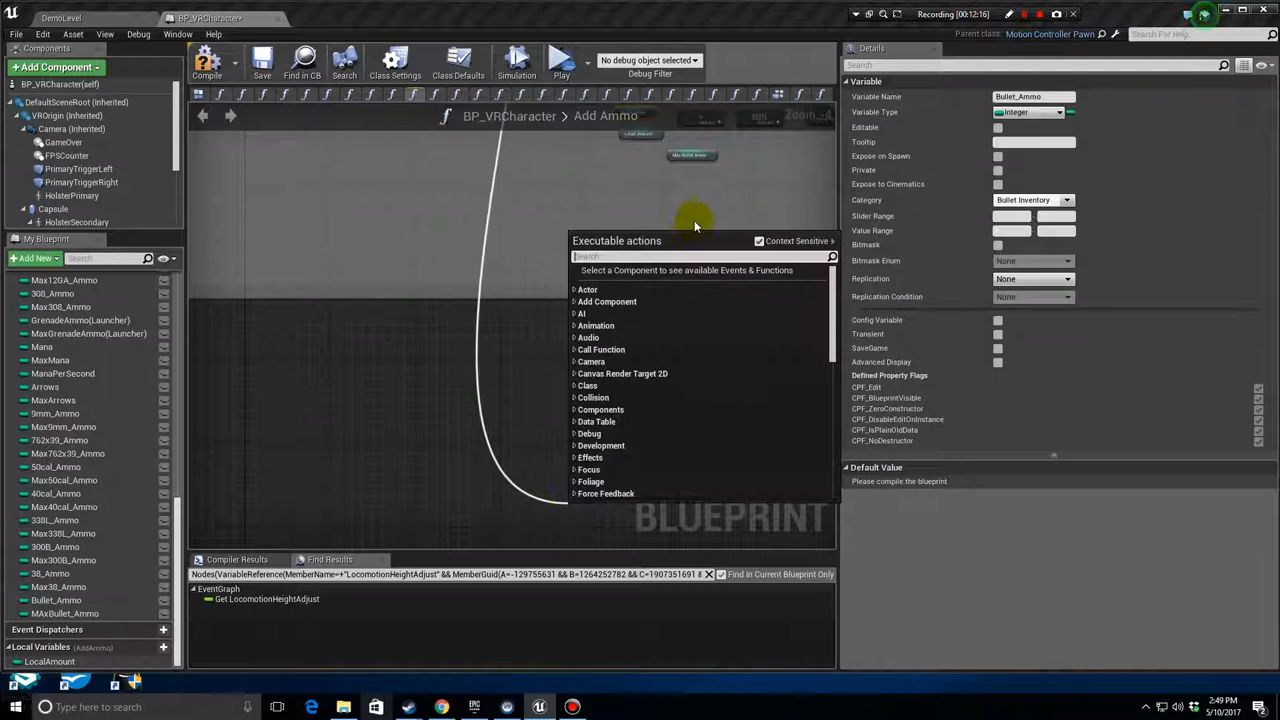 DemoLevel
BP_VRCharacter*
Recording [00:12:16]
File Edit Asset View Debug Window Help
Parent class: Motion Controller Pawn
Search For Help
Components
+ Add Component
BP_VRCharacter(self)
DefaultSceneRoot (Inherited)
VROrigin (Inherited)
Camera (Inherited)
GameOver
FPSCounter
PrimaryTriggerLeft
PrimaryTriggerRight
HolsterPrimary
Capsule
HolsterSecondary
Compile
Save
Find in CB
Search
Class Settings
Class Defaults
Simulation
Play
No debug object selected
Debug Filter
BP_VRCharacter
Add Ammo
Zoom
MIN
Local Amount
MAx Bullet Ammo
Executable actions
Context Sensitive
Search
Select a Component to see available Events & Functions
Actor
Add Component
AI
Animation
Audio
Call Function
Camera
Canvas Render Target 2D
Class
Collision
Components
Data Table
Debug
Development
Effects
Focus
Foliage
Force Feedback
BLUEPRINT
My Blueprint
+ Add New
Search
Max12GA_Ammo
308_Ammo
Max308_Ammo
GrenadeAmmo(Launcher)
MaxGrenadeAmmo(Launcher)
Mana
MaxMana
ManaPerSecond
Arrows
MaxArrows
9mm_Ammo
Max9mm_Ammo
762x39_Ammo
Max762x39_Ammo
50cal_Ammo
Max50cal_Ammo
40cal_Ammo
Max40cal_Ammo
338L_Ammo
Max338L_Ammo
300B_Ammo
Max300B_Ammo
38_Ammo
Max38_Ammo
Bullet_Ammo
MAxBullet_Ammo
Event Dispatchers
Local Variables (AddAmmo)
LocalAmount
Compiler Results
Find Results
Nodes(VariableReference(MemberName=+"LocomotionHeightAdjust" && MemberGuid(A=-129755631 && B=1264252782 && C=1907351691 &
Find In Current Blueprint Only
EventGraph
Get LocomotionHeightAdjust
Details
Search
Variable
Variable Name Bullet_Ammo
Variable Type Integer
Editable
Tooltip
Expose on Spawn
Private
Expose to Cinematics
Category Bullet Inventory
Slider Range
Value Range
Bitmask
Bitmask Enum None
Replication None
Replication Condition None
Config Variable
Transient
SaveGame
Advanced Display
Defined Property Flags
CPF_Edit
CPF_BlueprintVisible
CPF_ZeroConstructor
CPF_DisableEditOnInstance
CPF_IsPlainOldData
CPF_NoDestructor
Default Value
Please compile the blueprint
Type here to search
2:49 PM
5/10/2017